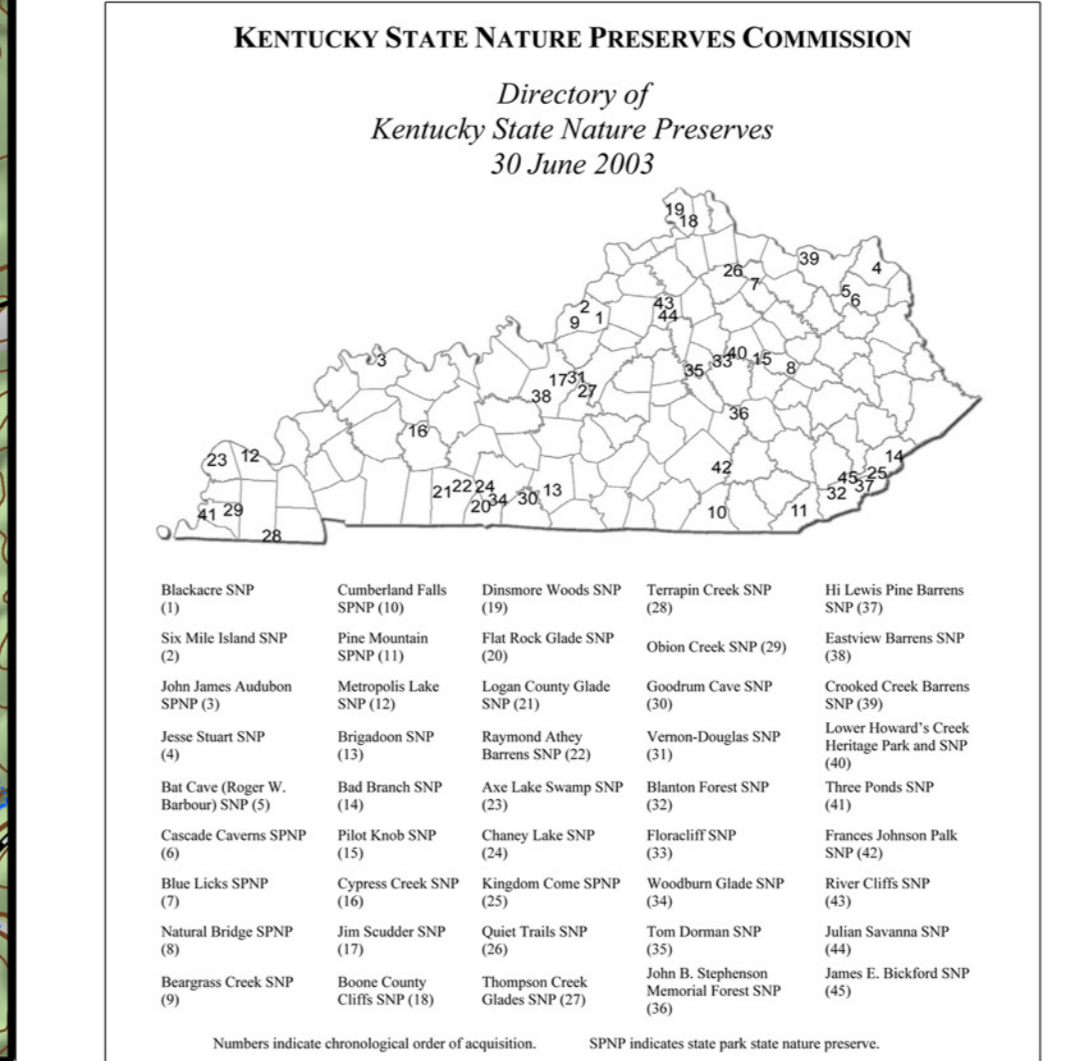 KENTUCKY STATE NATURE PRESERVES COMMISSION
Directory of
Kentucky State Nature Preserves
30 June 2003
19
18
39
4
26
7
5
6
2
9
1
43
44
3
40
33
15
35
8
17
31
27
38
36
16
23
12
42
14
45
25
37
32
21
22
24
34
20
30
13
41
29
10
11
28
Blackacre SNP
(1)
Six Mile Island SNP
(2)
John James Audubon
SPNP (3)
Jesse Stuart SNP
(4)
Bat Cave (Roger W.
Barbour) SNP (5)
Cascade Caverns SPNP
(6)
Blue Licks SPNP
(7)
Natural Bridge SPNP
(8)
Beargrass Creek SNP
(9)
Cumberland Falls
SPNP (10)
Pine Mountain
SPNP (11)
Metropolis Lake
SNP (12)
Brigadoon SNP
(13)
Bad Branch SNP
(14)
Pilot Knob SNP
(15)
Cypress Creek SNP
(16)
Jim Scudder SNP
(17)
Boone County
Cliffs SNP (18)
Dinsmore Woods SNP
(19)
Flat Rock Glade SNP
(20)
Logan County Glade
SNP (21)
Raymond Athey
Barrens SNP (22)
Axe Lake Swamp SNP
(23)
Chaney Lake SNP
(24)
Kingdom Come SPNP
(25)
Quiet Trails SNP
(26)
Thompson Creek
Glades SNP (27)
Terrapin Creek SNP
(28)
Obion Creek SNP (29)
Goodrum Cave SNP
(30)
Vernon-Douglas SNP
(31)
Blanton Forest SNP
(32)
Floracliff SNP
(33)
Woodburn Glade SNP
(34)
Tom Dorman SNP
(35)
John B. Stephenson
Memorial Forest SNP
(36)
Hi Lewis Pine Barrens
SNP (37)
Eastview Barrens SNP
(38)
Crooked Creek Barrens
SNP (39)
Lower Howard's Creek
Heritage Park and SNP
(40)
Three Ponds SNP
(41)
Frances Johnson Palk
SNP (42)
River Cliffs SNP
(43)
Julian Savanna SNP
(44)
James E. Bickford SNP
(45)
Numbers indicate chronological order of acquisition. SPNP indicates state park state nature preserve.